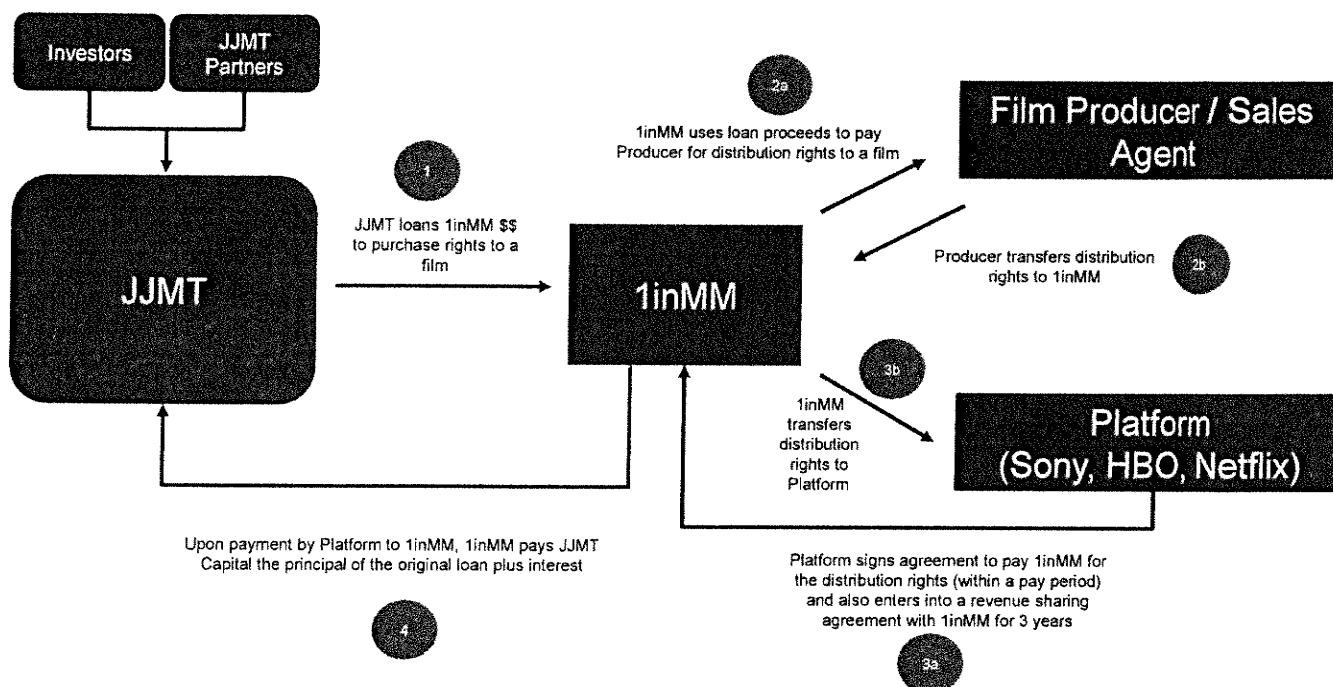 Investors
JJMT
Partners
JJMT
1
JJMT loans 1inMM $$
to purchase rights to a
film
1inMM
2a
1inMM uses loan proceeds to pay
Producer for distribution rights to a film
Film Producer / Sales
Agent
Producer transfers distribution
rights to 1inMM
2b
3b
1inMM
transfers
distribution
rights to
Platform
Platform
(Sony, HBO, Netflix)
Platform signs agreement to pay 1inMM for
the distribution rights (within a pay period)
and also enters into a revenue sharing
agreement with 1inMM for 3 years
3a
Upon payment by Platform to 1inMM, 1inMM pays JJMT
Capital the principal of the original loan plus interest
4